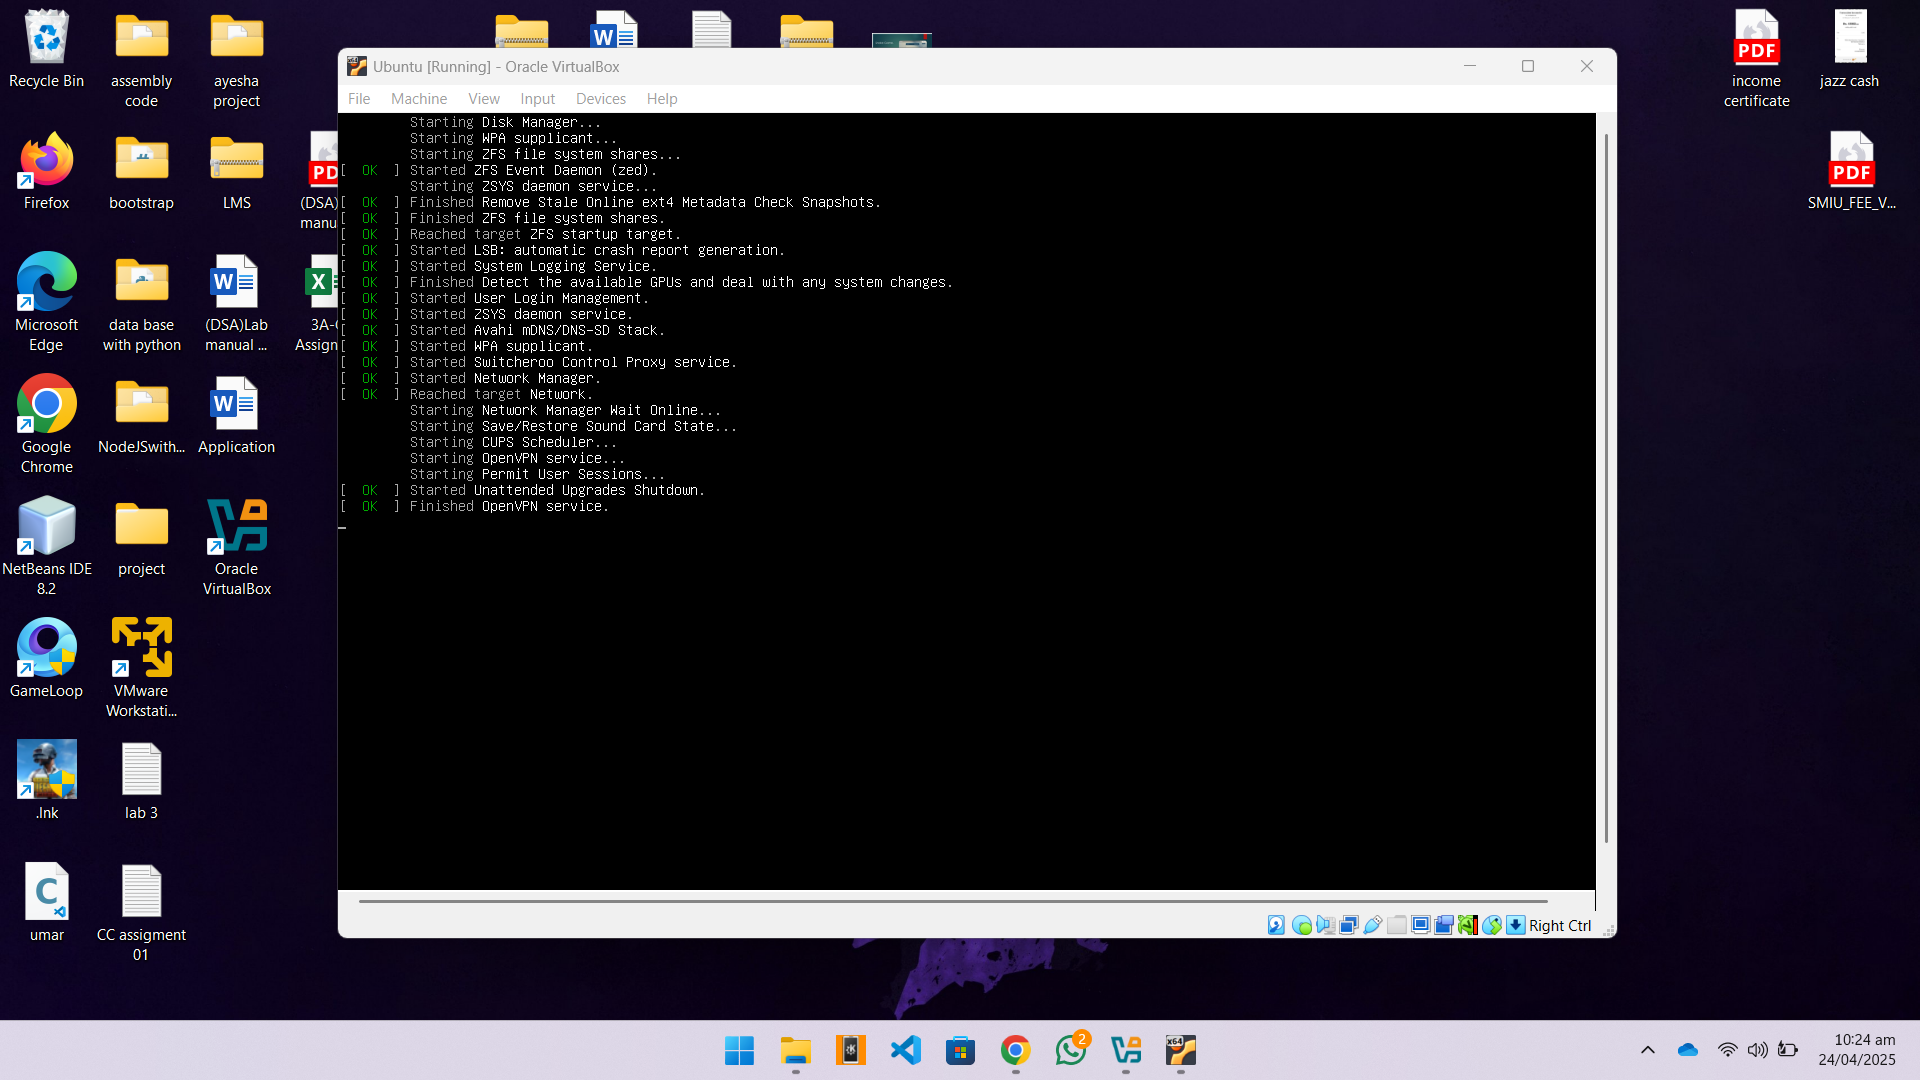 Recycle Bin
assembly
code
ayesha
project
Firefox
bootstrap
LMS
(DSA)
manu
Microsoft
Edge
data base
with python
(DSA)Lab
manual ...
3A-
Assign
Google
Chrome
NodeJSwith...
Application
NetBeans IDE
8.2
project
Oracle
VirtualBox
GameLoop
VMware
Workstati...
.lnk
lab 3
umar
CC assigment
01
Ubuntu [Running] - Oracle VirtualBox
File Machine View Input Devices Help
Starting Disk Manager...
Starting WPA supplicant...
Starting ZFS file system shares...
[ OK ] Started ZFS Event Daemon (zed).
Starting ZSYS daemon service...
[ OK ] Finished Remove Stale Online ext4 Metadata Check Snapshots.
[ OK ] Finished ZFS file system shares.
[ OK ] Reached target ZFS startup target.
[ OK ] Started LSB: automatic crash report generation.
[ OK ] Started System Logging Service.
[ OK ] Finished Detect the available GPUs and deal with any system changes.
[ OK ] Started User Login Management.
[ OK ] Started ZSYS daemon service.
[ OK ] Started Avahi mDNS/DNS-SD Stack.
[ OK ] Started WPA supplicant.
[ OK ] Started Switcheroo Control Proxy service.
[ OK ] Started Network Manager.
[ OK ] Reached target Network.
Starting Network Manager Wait Online...
Starting Save/Restore Sound Card State...
Starting CUPS Scheduler...
Starting OpenVPN service...
Starting Permit User Sessions...
[ OK ] Started Unattended Upgrades Shutdown.
[ OK ] Finished OpenVPN service.
Right Ctrl
PDF
income
certificate
jazz cash
PDF
SMIU_FEE_V...
2
x64
10:24 am
24/04/2025